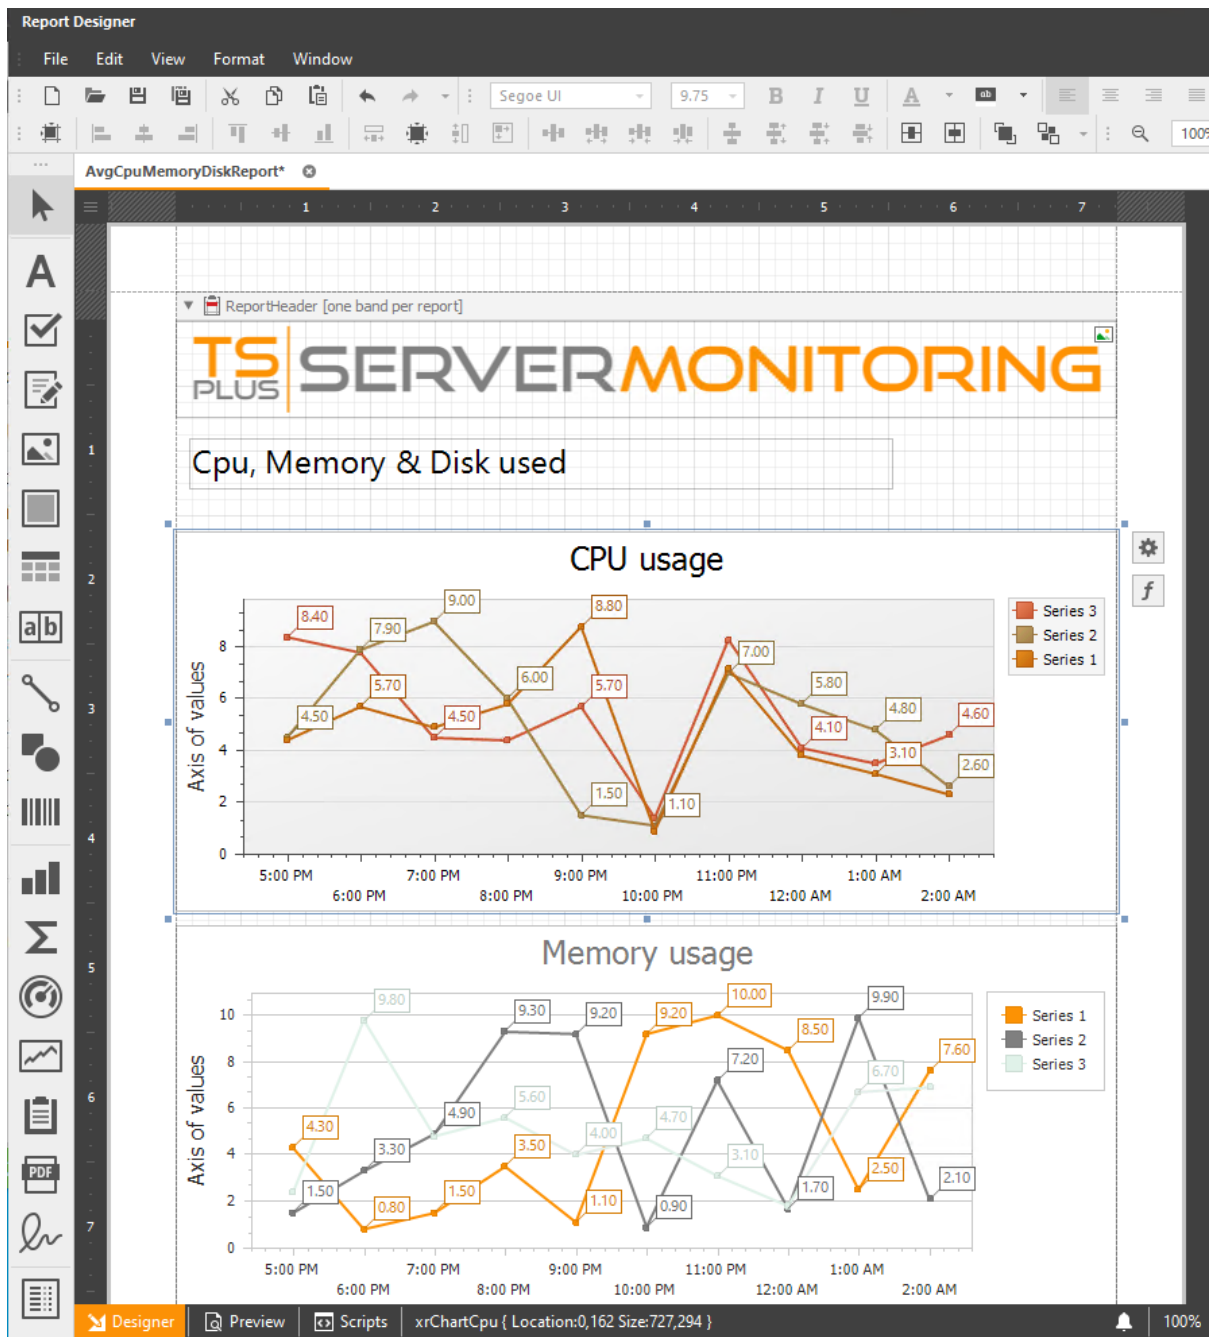 Report Designer
File Edit View Format Window
Segoe UI 9.75 B I U A ab
100%
AvgCpuMemoryDiskReport*
1 2 3 4 5 6 7
ReportHeader [one band per report]
TS PLUS SERVERMONITORING
1
Cpu, Memory & Disk used
CPU usage
2
9.00
8.80
8.40
7.90
Series 3
Series 2
Series 1
8
7.00
6.00
5.70
5.70
5.80
6
4.80
4.60
4.50
4.50
4.10
3
4
3.10
2.60
1.50
1.10
2
4
0
Axis of values
5:00 PM 7:00 PM 9:00 PM 11:00 PM 1:00 AM
6:00 PM 8:00 PM 10:00 PM 12:00 AM 2:00 AM
A
a b
f
Σ
PDF
Memory usage
5
9.80
10.00
9.90
9.30
9.20
9.20
10
Series 1
Series 2
Series 3
8.50
7.60
8
7.20
6.70
5.60
6
4.90
4.70
4.30
4.00
3.50
3.30
3.10
4
2.50
2.10
1.50
1.50
1.70
1.10
0.80
0.90
2
0
Axis of values
6
7
5:00 PM 7:00 PM 9:00 PM 11:00 PM 1:00 AM
6:00 PM 8:00 PM 10:00 PM 12:00 AM 2:00 AM
Designer Preview Scripts xrChartCpu { Location:0,162 Size:727,294 } 100%